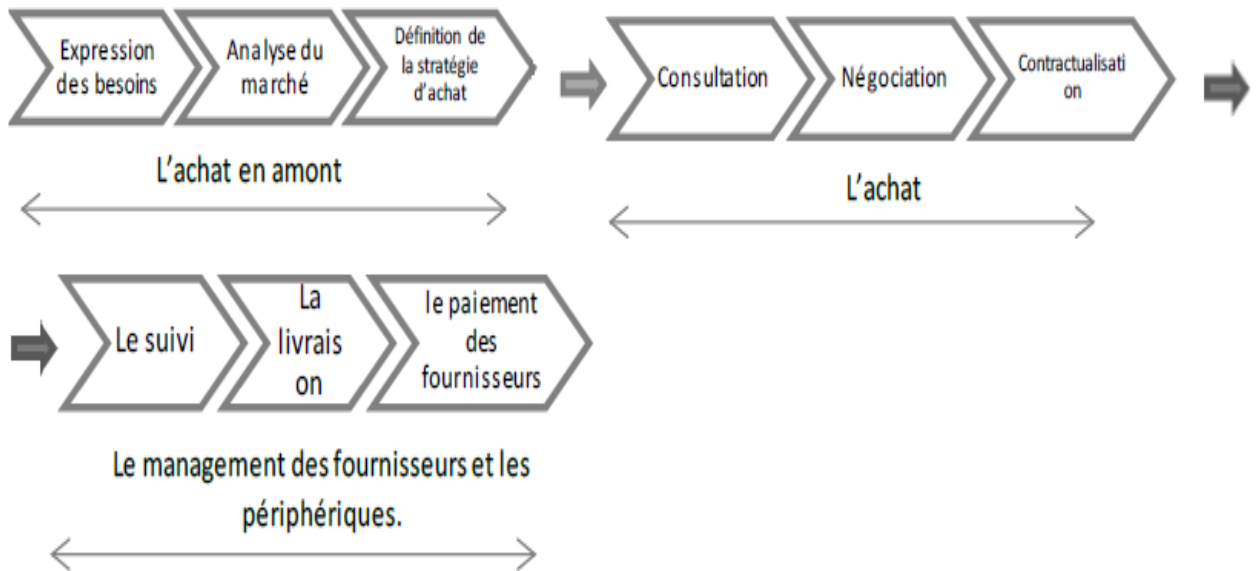 Expression
des besoins
Analyse du
marché
Définition de
la stratégie
d'achat
Consultation
Négociation
Contractualisati
on
L'achat en amont
L'achat
Le suivi
La
livrais
on
le paiement
des
fournisseurs
Le management des fournisseurs et les
périphériques.